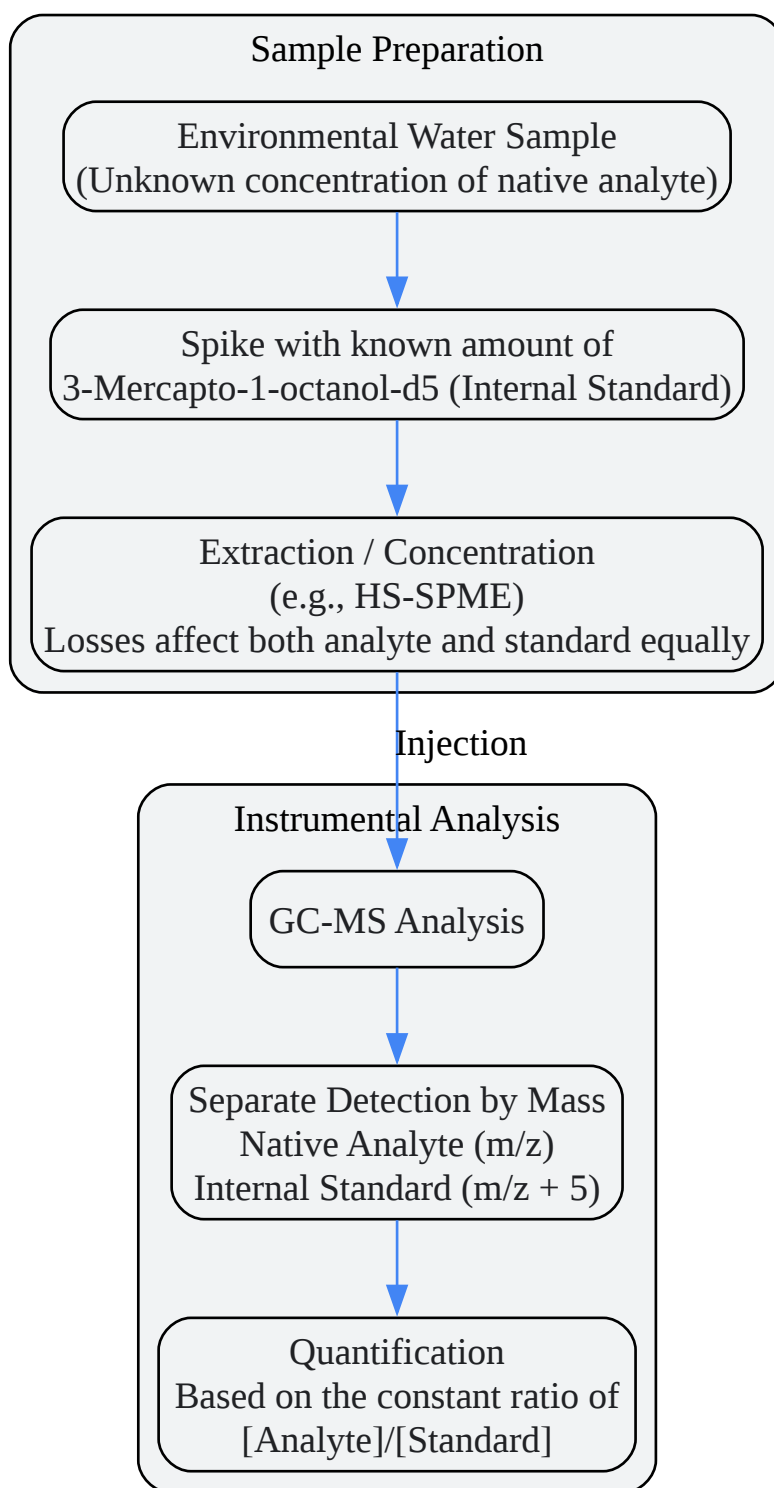 Sample Preparation
Environmental Water Sample
(Unknown concentration of native analyte)
Spike with known amount of
3-Mercapto-1-octanol-d5 (Internal Standard)
Extraction / Concentration
(e.g., HS-SPME)
Losses affect both analyte and standard equally
Injection
Instrumental Analysis
GC-MS Analysis
Separate Detection by Mass
Native Analyte (m/z)
Internal Standard (m/z + 5)
Quantification
Based on the constant ratio of
[Analyte]/[Standard]